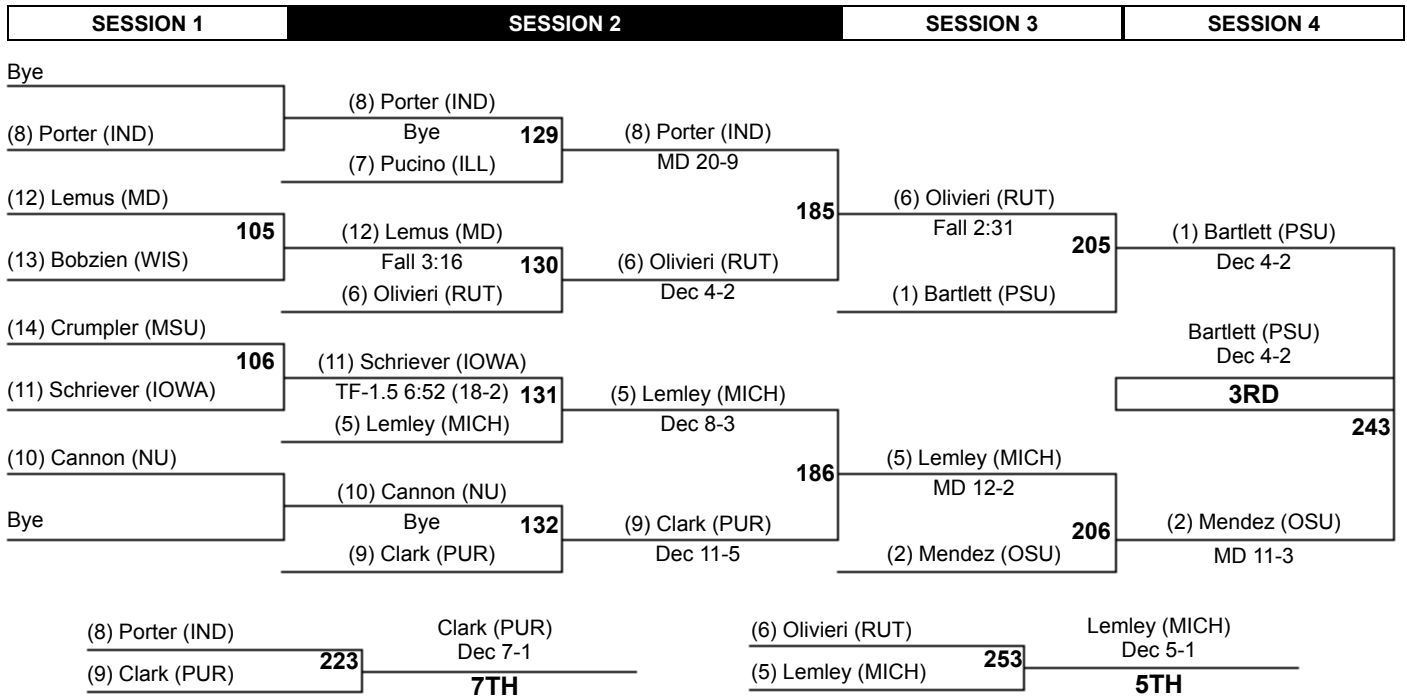 SESSION 1
SESSION 2
SESSION 3
SESSION 4
Bye
(8) Porter (IND)
(12) Lemus (MD)
105
(13) Bobzien (WIS)
(14) Crumpler (MSU)
106
(11) Schriever (IOWA)
(10) Cannon (NU)
Bye
(8) Porter (IND)
Bye
129
(7) Pucino (ILL)
(12) Lemus (MD)
Fall 3:16
130
(6) Olivieri (RUT)
(11) Schriever (IOWA)
TF-1.5 6:52 (18-2)
131
(5) Lemley (MICH)
(10) Cannon (NU)
Bye
132
(9) Clark (PUR)
(8) Porter (IND)
MD 20-9
185
(6) Olivieri (RUT)
Dec 4-2
(5) Lemley (MICH)
Dec 8-3
186
(9) Clark (PUR)
Dec 11-5
(6) Olivieri (RUT)
Fall 2:31
205
(1) Bartlett (PSU)
(5) Lemley (MICH)
MD 12-2
206
(2) Mendez (OSU)
(1) Bartlett (PSU)
Dec 4-2
Bartlett (PSU)
Dec 4-2
3RD
243
(2) Mendez (OSU)
MD 11-3
(8) Porter (IND)
223
(9) Clark (PUR)
Clark (PUR)
Dec 7-1
7TH
(6) Olivieri (RUT)
253
(5) Lemley (MICH)
Lemley (MICH)
Dec 5-1
5TH